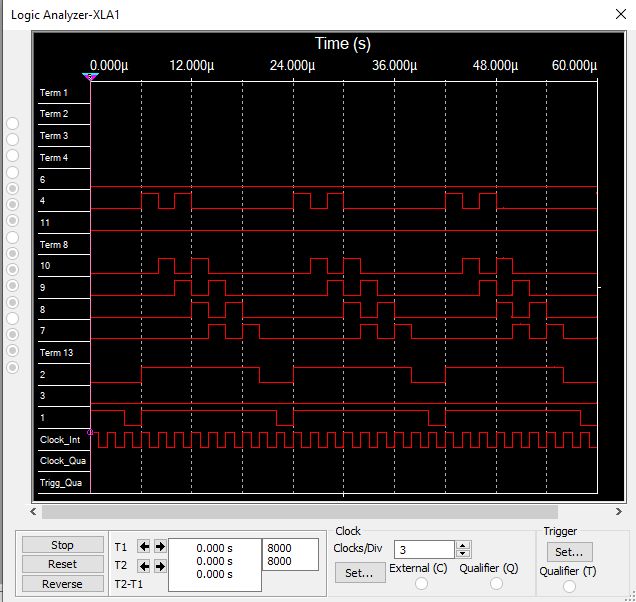 Logic Analyzer-XLA1
Time (s)
0.000µ 12.000µ 24.000µ 36.000µ 48.000µ 60.000µ
Term 1
Term 2
Term 3
Term 4
6
4
11
Term 8
10
9
8
7
Term 13
2
3
1
Clock_Int
Clock_Qua
Trigg_Qua
Stop
Reset
Reverse
T1
T2
T2-T1
0.000 s
0.000 s
0.000 s
8000
8000
Clock
Clocks/Div 3
Set... External (C) Qualifier (Q)
Trigger
Set...
Qualifier (T)